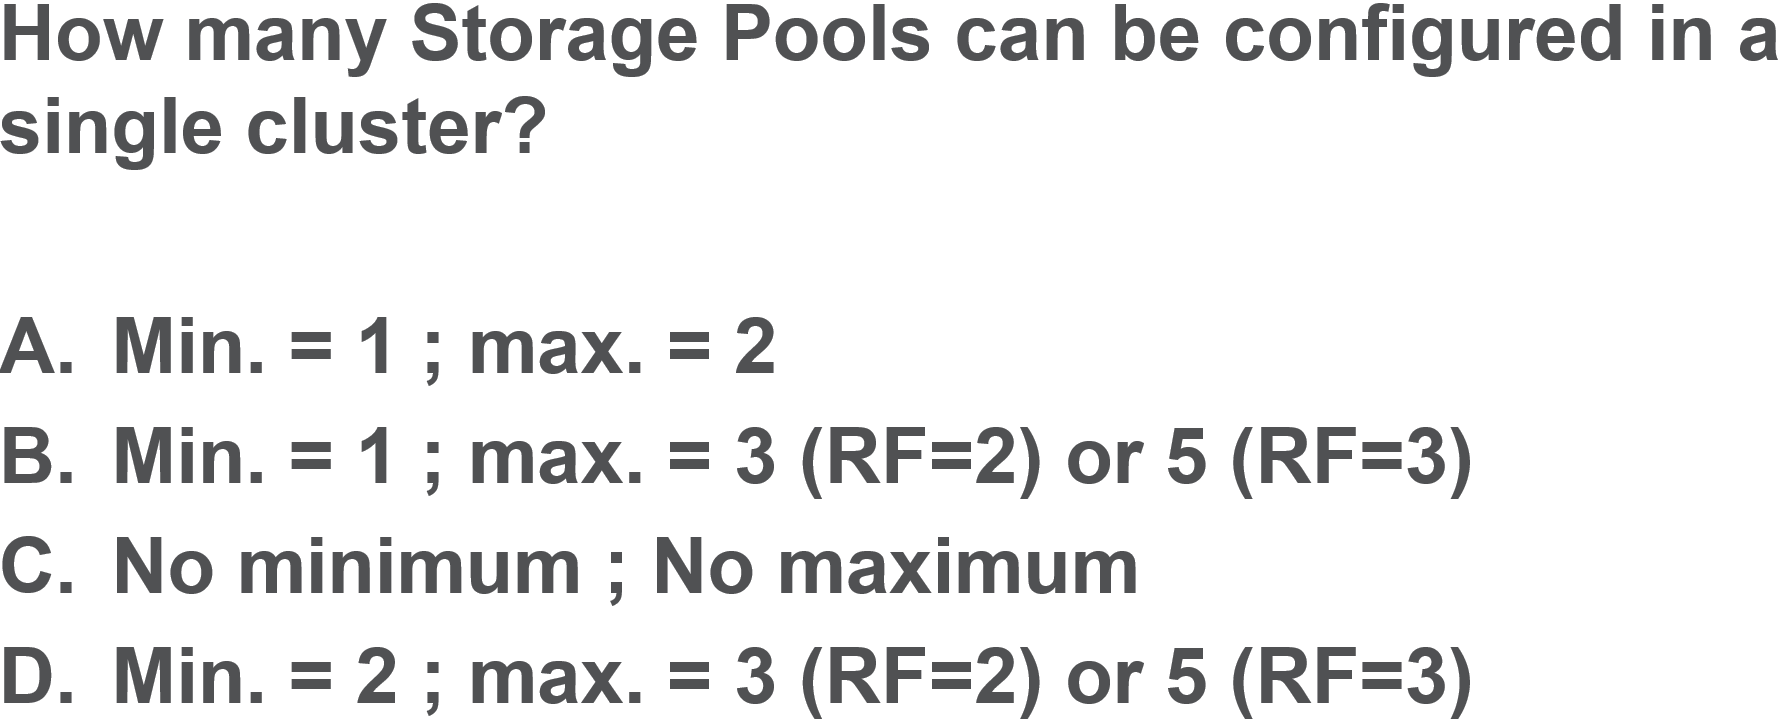 How many Storage Pools can be configured in a
single cluster?
A. Min. = 1 ; max. = 2
B. Min. = 1 ; max. = 3 (RF=2) or 5 (RF=3)
C. No minimum ; No maximum
D. Min. = 2 ; max. = 3 (RF=2) or 5 (RF=3)